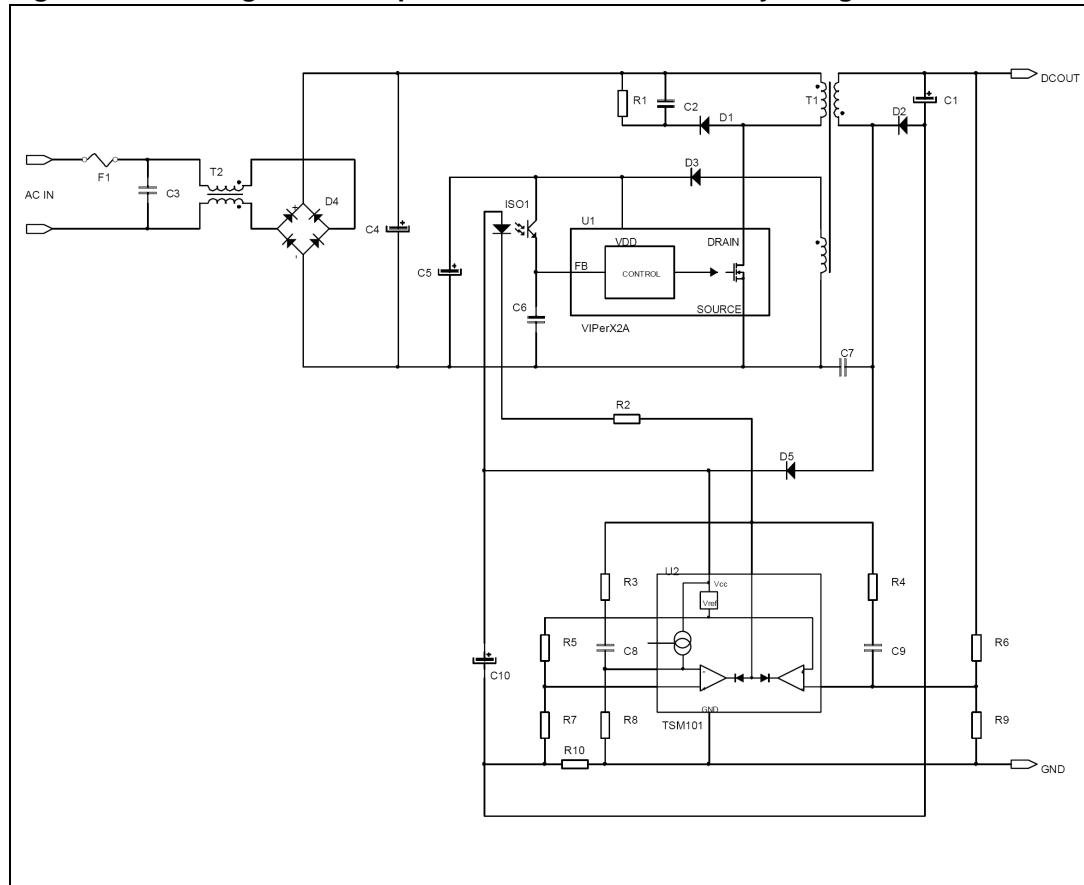 DCOUT
R1
C2
T1
C1
D1
D2
F1
T2
D3
AC IN
C3
D4
ISO1
C4
U1
VDD
DRAIN
C5
FB
CONTROL
C6
SOURCE
VIPerX2A
C7
R2
D5
U2
R3
Vcc
R4
Vref
R5
C8
C9
R6
C10
GND
R7
R8
TSM101
R9
R10
GND